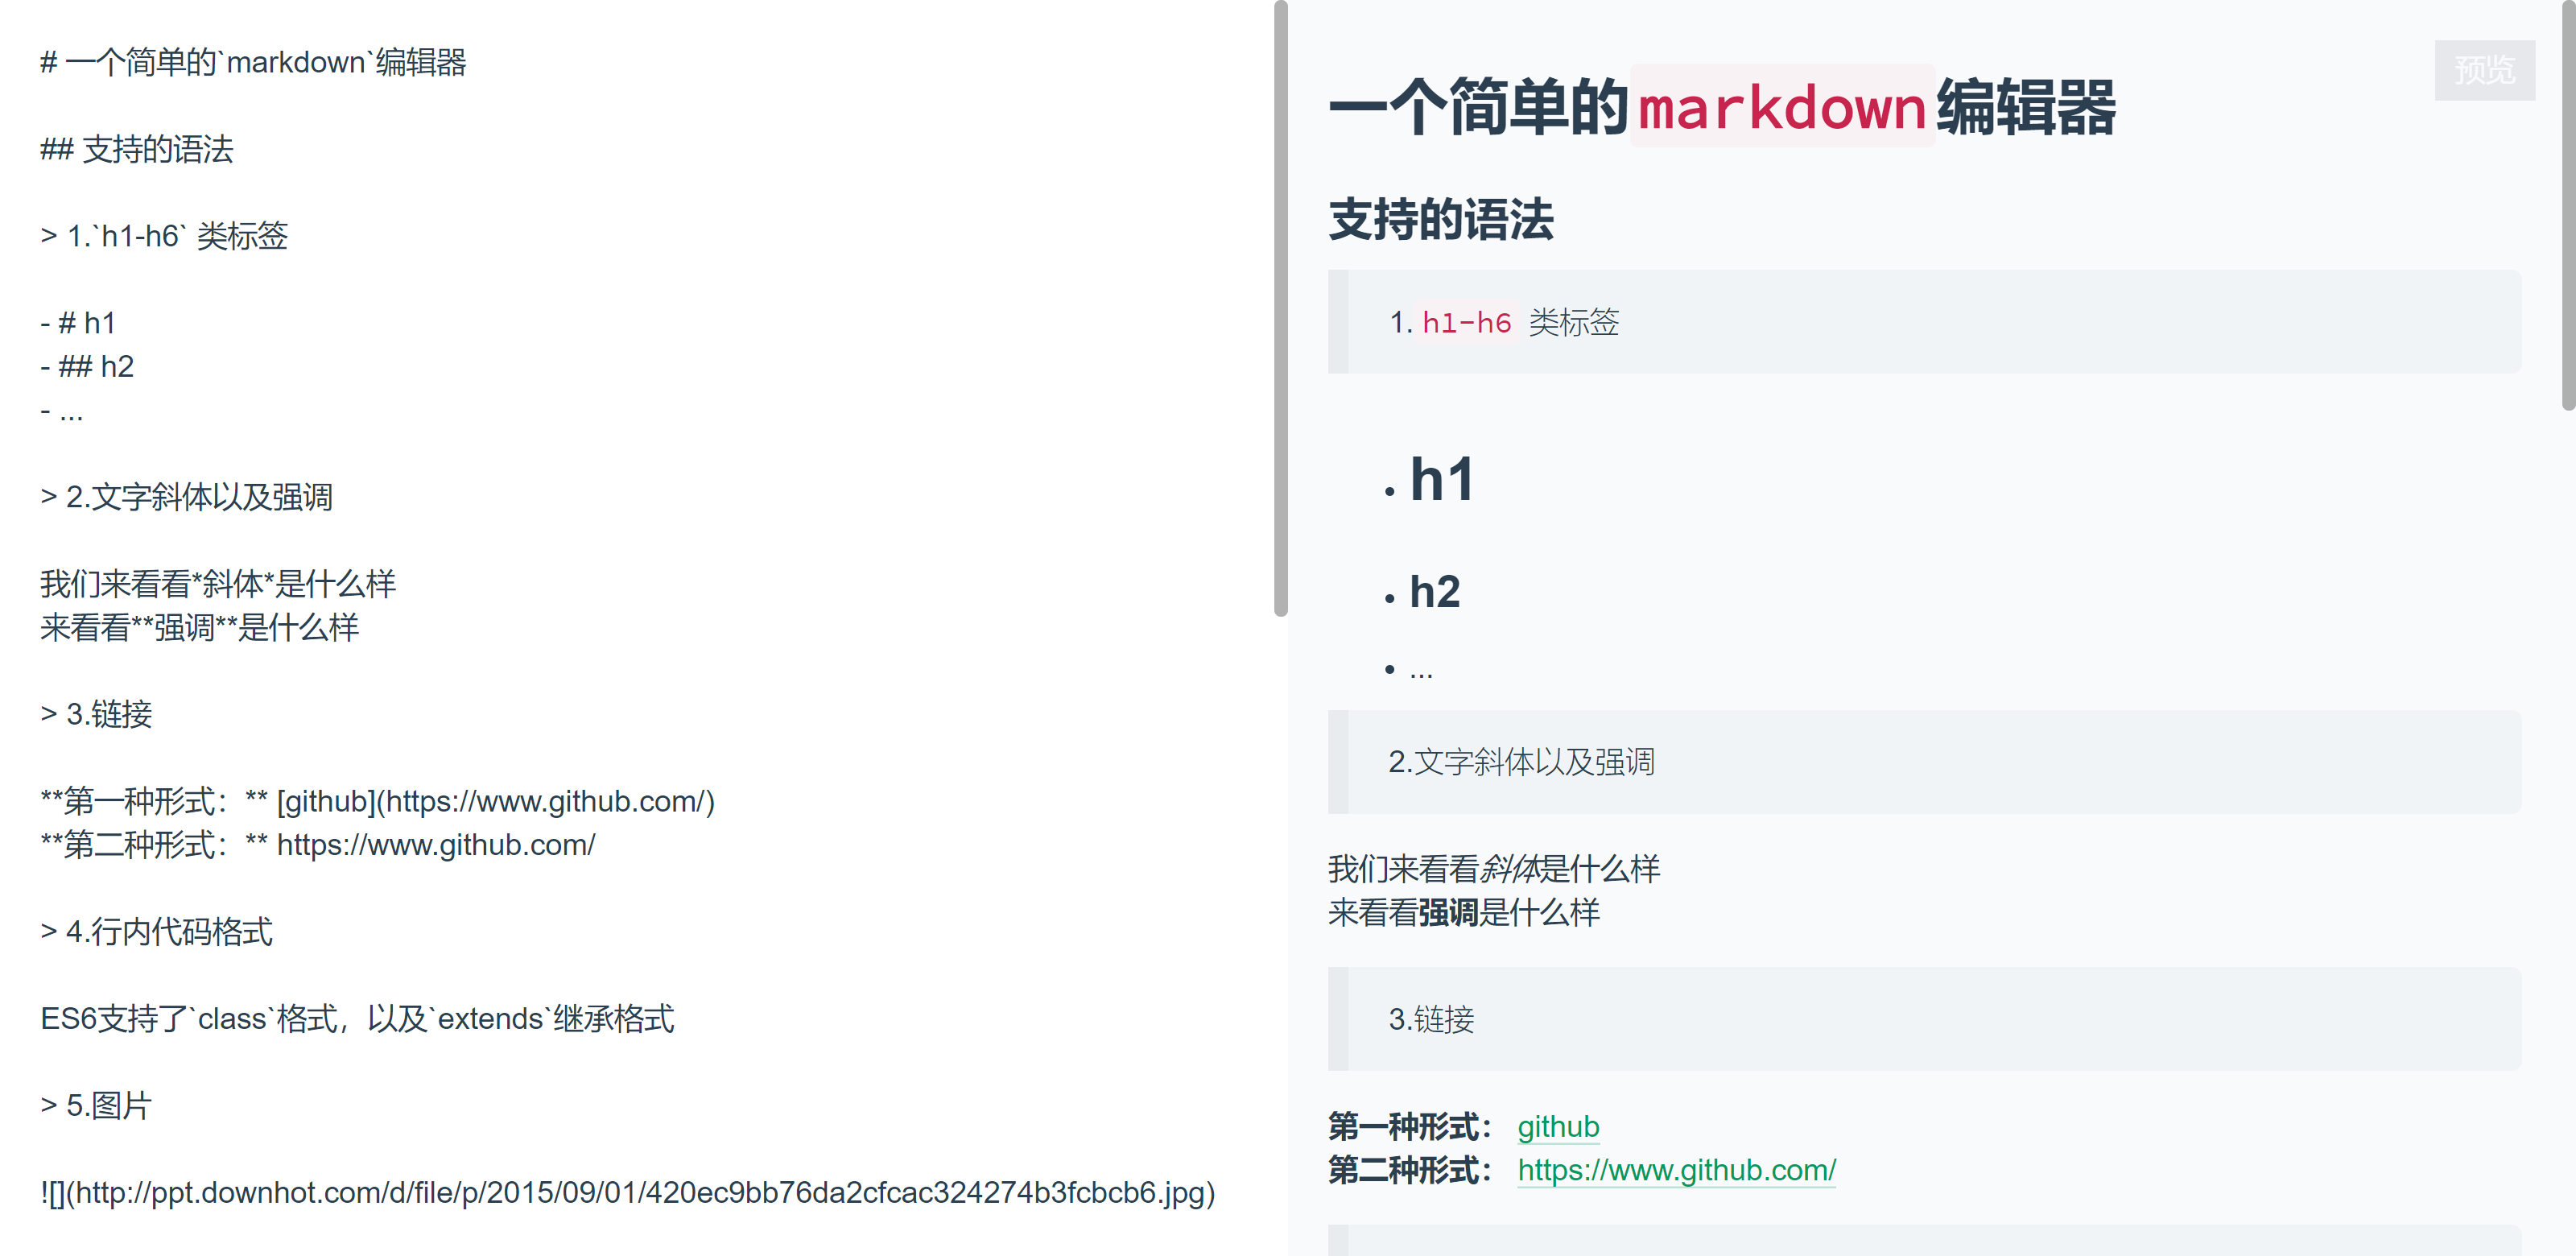 # 一个简单的`markdown`编辑器
## 支持的语法
> 1.`h1-h6` 类标签
- # h1
- ## h2
- ...
> 2.文字斜体以及强调
我们来看看*斜体*是什么样
来看看**强调**是什么样
> 3.链接
**第一种形式：** [github](https://www.github.com/)
**第二种形式：** https://www.github.com/
> 4.行内代码格式
ES6支持了`class`格式，以及`extends`继承格式
> 5.图片
![](http://ppt.downhot.com/d/file/p/2015/09/01/420ec9bb76da2cfcac324274b3fcbcb6.jpg)
预览
一个简单的markdown编辑器
支持的语法
1.h1-h6 类标签
• h1
• h2
• ...
2.文字斜体以及强调
我们来看看斜体是什么样
来看看强调是什么样
3.链接
第一种形式： github
第二种形式： https://www.github.com/